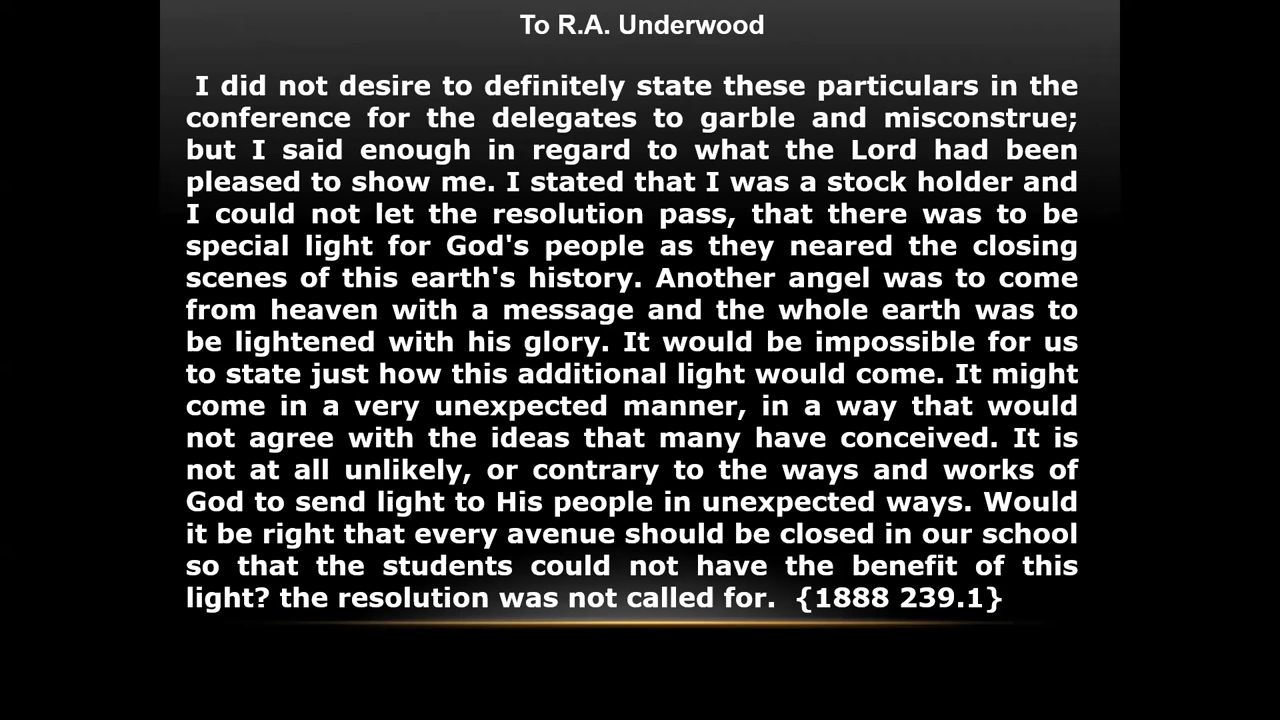 To R.A. Underwood
I did not desire to definitely state these particulars in the
conference for the delegates to garble and misconstrue;
but I said enough in regard to what the Lord had been
pleased to show me. I stated that I was a stock holder and
I could not let the resolution pass, that there was to be
special light for God's people as they neared the closing
scenes of this earth's history. Another angel was to come
from heaven with a message and the whole earth was to
be lightened with his glory. It would be impossible for us
to state just how this additional light would come. It might
come in a very unexpected manner, in a way that would
not agree with the ideas that many have conceived. It is
not at all unlikely, or contrary to the ways and works of
God to send light to His people in unexpected ways. Would
it be right that every avenue should be closed in our school
so that the students could not have the benefit of this
light? the resolution was not called for. {1888 239.1}